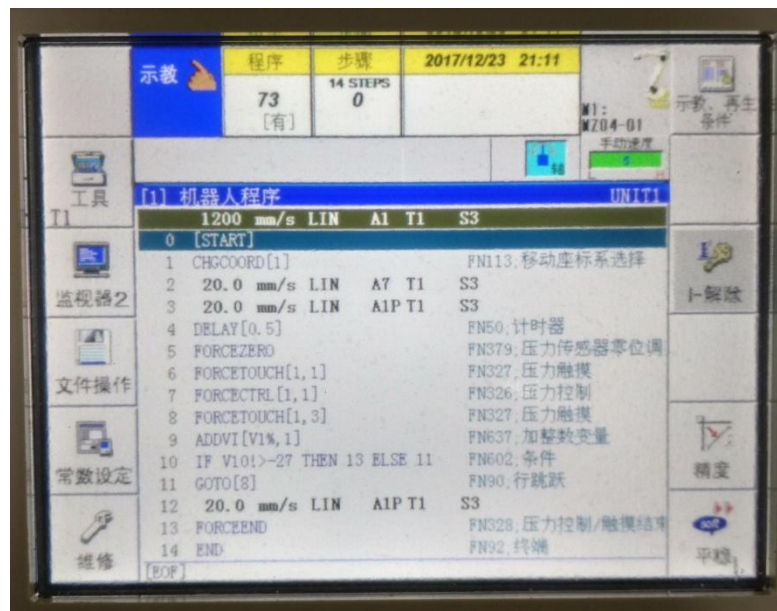 示教
程序
步骤
2017/12/23 21:11
14 STEPS
73
0
[有]
M1:
MZ04-01
示教、再生
条件
手动速度
5
L
H
工具
T1
[1] 机器人程序 UNIT1
1200 mm/s LIN A1 T1 S3
0 [START]
1 CHGCOORD[1] FN113;移动座标系选择
2 20.0 mm/s LIN A7 T1 S3
3 20.0 mm/s LIN A1P T1 S3
4 DELAY[0.5] FN50;计时器
5 FORCEZERO FN379;压力传感器零位调
6 FORCETOUCH[1,1] FN327;压力触摸
7 FORCECTRL[1,1] FN326;压力控制
8 FORCETOUCH[1,3] FN327;压力触摸
9 ADDVI[V1%,1] FN637;加整数变量
10 IF V10!>-27 THEN 13 ELSE 11 FN602;条件
11 GOTO[8] FN90;行跳跃
12 20.0 mm/s LIN A1P T1 S3
13 FORCEEND FN328;压力控制/触摸结束
14 END FN92;终端
[EOF]
监视器2
文件操作
常数设定
维修
I-解除
精度
平稳